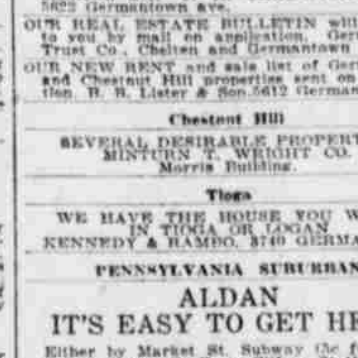 5622 Germantown ave.
OUR REAL ESTATE BULLETIN will
to you by mail on application. Ger
Trust Co., Chelten and Germantown
OUR NEW RENT and sale list of Ger
and Chestnut Hill properties sent on
tion. B. R. Lister & Son. 5612 German
Chestnut Hill
SEVERAL DESIRABLE PROPERT
MINTURN T. WRIGHT CO.
Morris Building.
Tioga
WE HAVE THE HOUSE YOU W
IN TIOGA OR LOGAN
KENNEDY & RAMBO, 3740 GERMA
PENNSYLVANIA SUBURBAN
ALDAN
IT'S EASY TO GET HE
Either by Market St. Subway